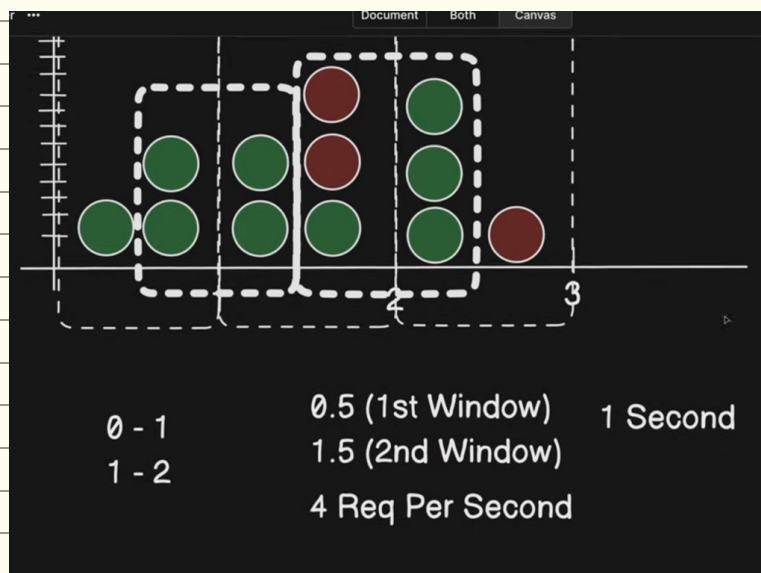 Document Both Canvas
2 3
0.5 (1st Window) 1 Second
0 - 1
1.5 (2nd Window)
1 - 2
4 Req Per Second